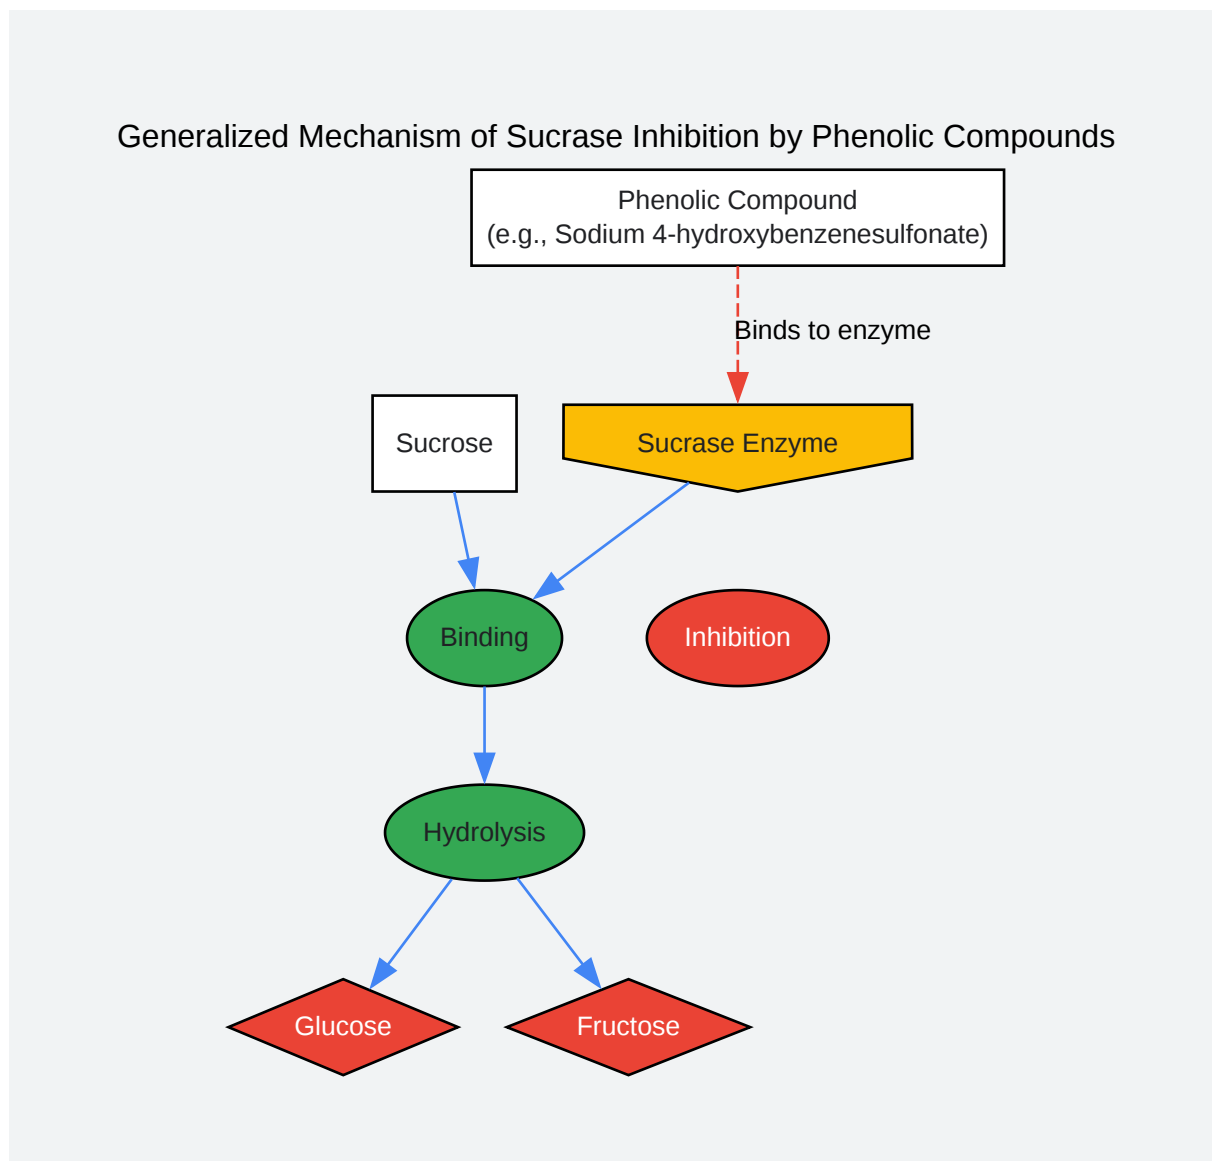 Generalized Mechanism of Sucrase Inhibition by Phenolic Compounds
Phenolic Compound
(e.g., Sodium 4-hydroxybenzenesulfonate)
Binds to enzyme
Sucrose
Sucrase Enzyme
Binding
Inhibition
Hydrolysis
Glucose
Fructose